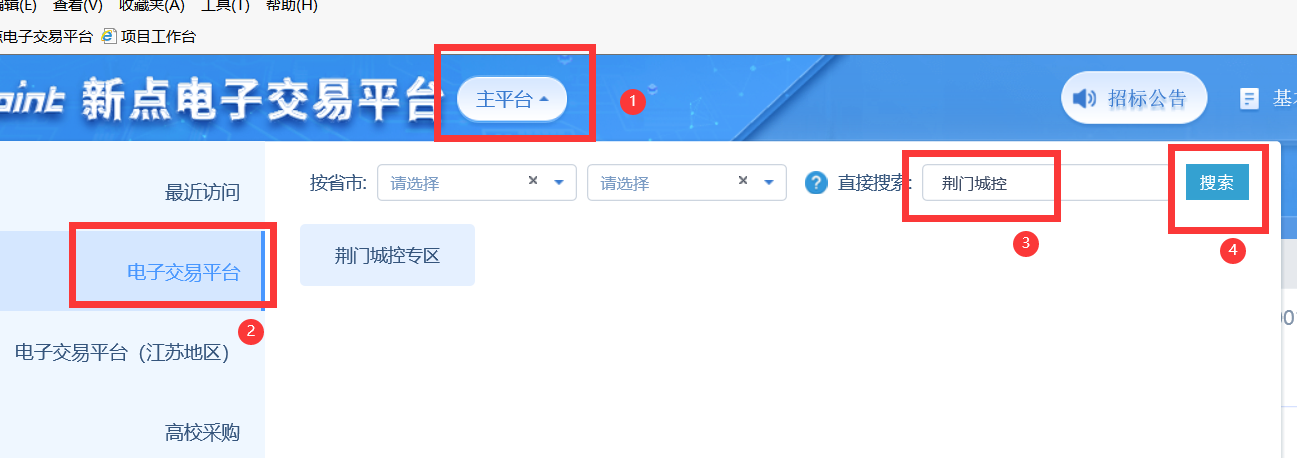 编辑(E) 查看(V) 收藏夹(A) 工具(T) 帮助(H)
点电子交易平台 项目工作台
oint 新点电子交易平台 主平台 1 招标公告
最近访问 按省市: 请选择 请选择 ? 直接搜索: 荆门城控 搜索
3 4
电子交易平台 荆门城控专区
2
电子交易平台（江苏地区）
高校采购